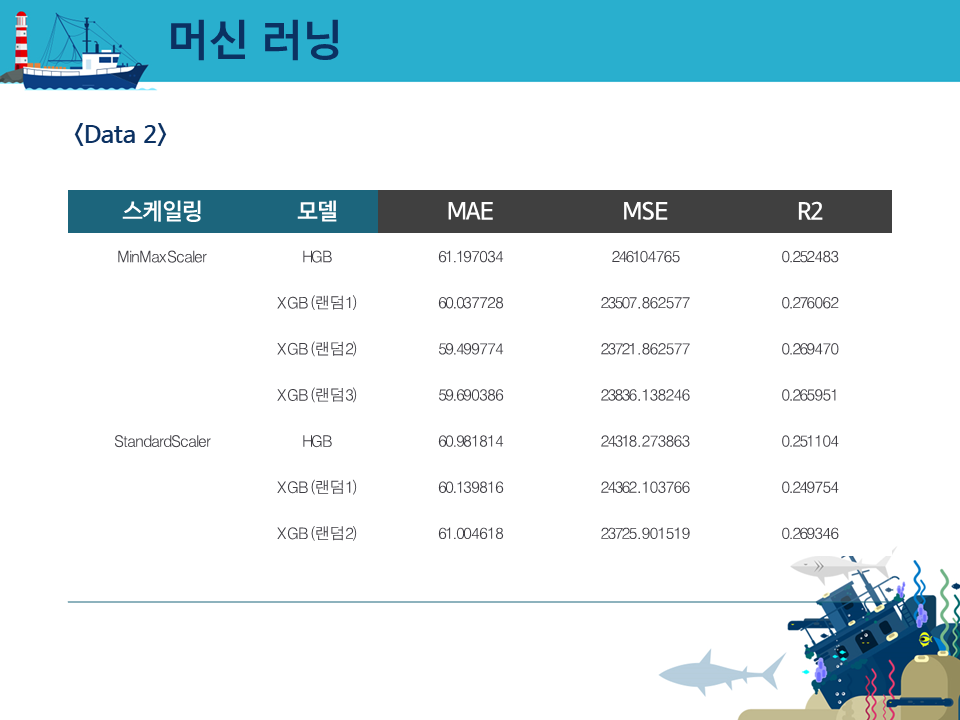 머신 러닝
<Data 2>
스케일링 모델 MAE MSE R2
MinMaxScaler HGB 61.197034 246104765 0.252483
XGB(랜덤1) 60.037728 23507.862577 0.276062
XGB(랜덤2) 59.499774 23721.862577 0.269470
XGB(랜덤3) 59.690386 23836.138246 0.265951
StandardScaler HGB 60.981814 24318.273863 0.251104
XGB(랜덤1) 60.139816 24362.103766 0.249754
XGB(랜덤2) 61.004618 23725.901519 0.269346